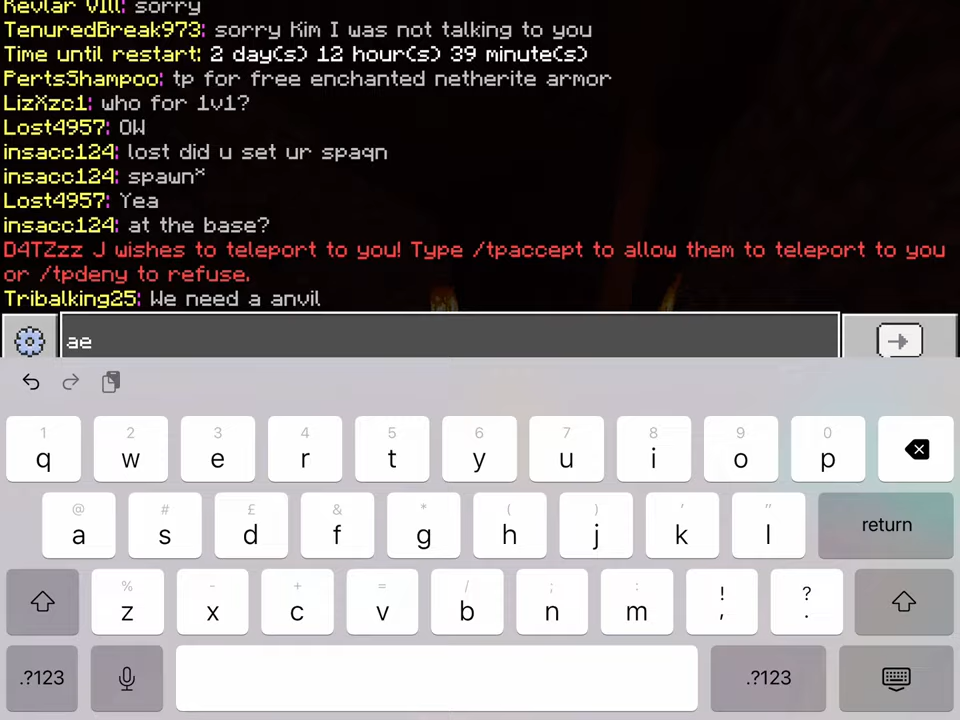 Kevlar VIII: sorry
TenuredBreak973: sorry Kim I was not talking to you
Time until restart: 2 day(s) 12 hour(s) 39 minute(s)
PertsShampoo: tp for free enchanted netherite armor
LizXzc1: who for 1v1?
Lost4957: OW
insacc124: lost did u set ur spaqn
insacc124: spawn*
Lost4957: Yea
insacc124: at the base?
D4TZzz J wishes to teleport to you! Type /tpaccept to allow them to teleport to you
or /tpdeny to refuse.
Tribalking25: We need a anvil
ae
1 2 3 4 5 6 7 8 9 0
q w e r t y u i o p
@ # £ & * ( ) ' "
a s d f g h j k l return
% - + = / ; : ! ?
z x c v b n m , .
.?123 .?123